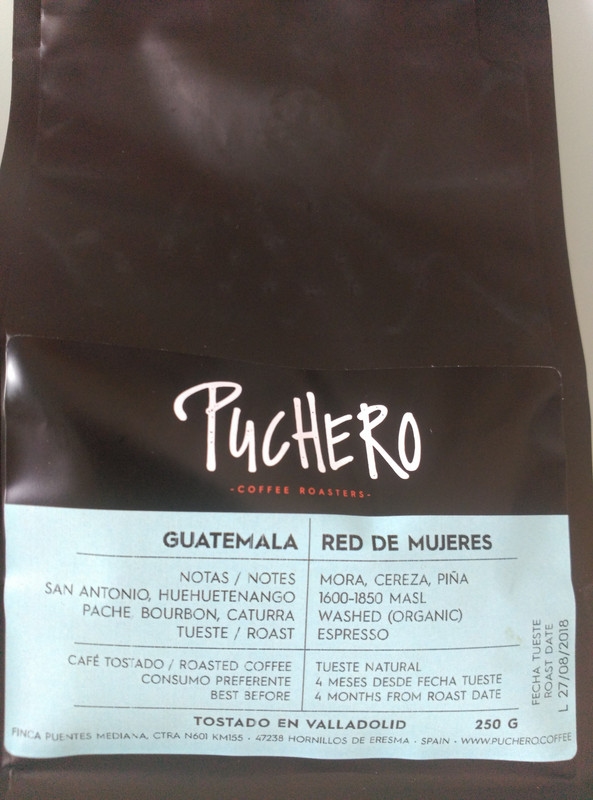 PUCHERO
-COFFEE ROASTERS-
GUATEMALA RED DE MUJERES
NOTAS / NOTES MORA, CEREZA, PIÑA
SAN ANTONIO, HUEHUETENANGO 1600-1850 MASL
PACHE, BOURBON, CATURRA WASHED (ORGANIC)
TUESTE / ROAST ESPRESSO
CAFÉ TOSTADO / ROASTED COFFEE TUESTE NATURAL
CONSUMO PREFERENTE 4 MESES DESDE FECHA TUESTE
BEST BEFORE 4 MONTHS FROM ROAST DATE
TOSTADO EN VALLADOLID 250 G
FINCA PUENTES MEDIANA, CTRA N601 KM155 · 47238 HORNILLOS DE ERESMA · SPAIN · WWW.PUCHERO.COFFEE
FECHA TUESTE
ROAST DATE
L 27/08/2018